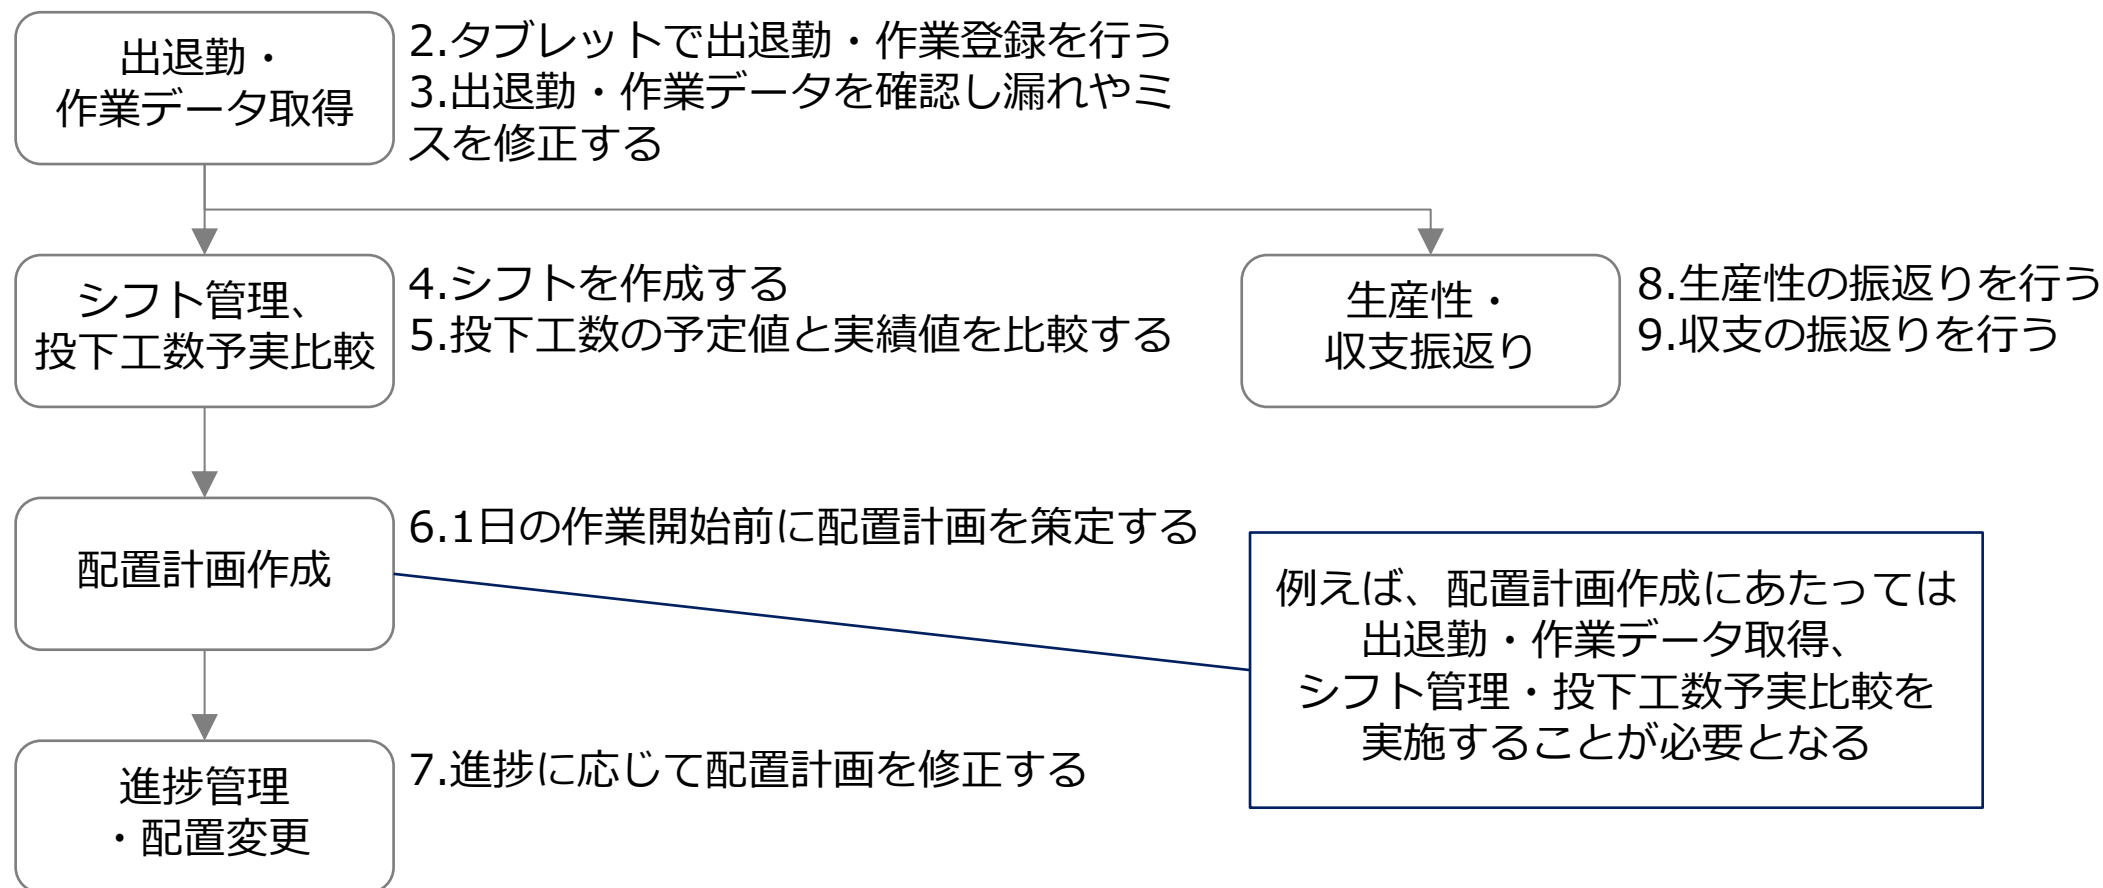 出退勤・
作業データ取得
2.タブレットで出退勤・作業登録を行う
3.出退勤・作業データを確認し漏れやミ
スを修正する
シフト管理、
投下工数予実比較
4.シフトを作成する
5.投下工数の予定値と実績値を比較する
生産性・
収支振返り
8.生産性の振返りを行う
9.収支の振返りを行う
配置計画作成
6.1日の作業開始前に配置計画を策定する
例えば、配置計画作成にあたっては
出退勤・作業データ取得、
シフト管理・投下工数予実比較を
実施することが必要となる
進捗管理
・配置変更
7.進捗に応じて配置計画を修正する